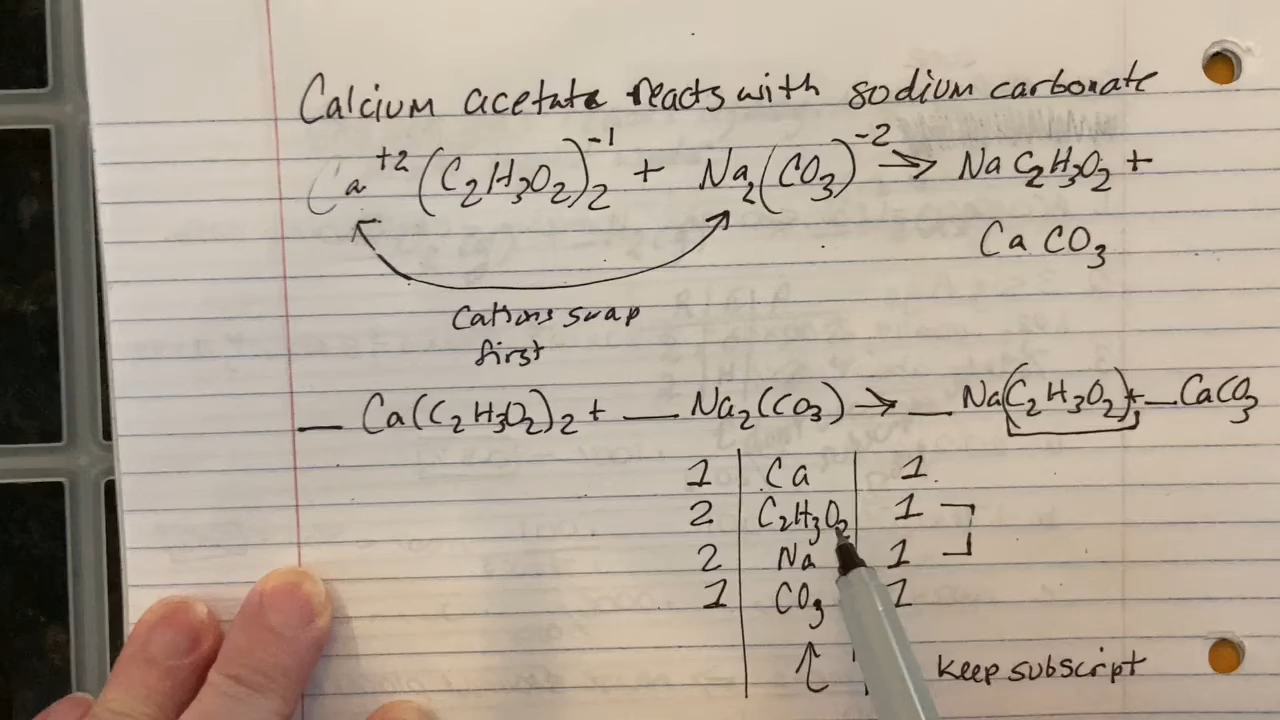 Calcium acetate reacts with sodium carbonate
Ca⁺²(C₂H₃O₂)₂⁻¹ + Na₂(CO₃)⁻² → NaC₂H₃O₂ +
CaCO₃
Cations swap
first
__ Ca(C₂H₃O₂)₂ + __ Na₂(CO₃) → __ Na(C₂H₃O₂) + __ CaCO₃
1 | Ca | 1
2 | C₂H₃O₂ | 1
2 | Na | 1
1 | CO₃ | 1
keep subscript